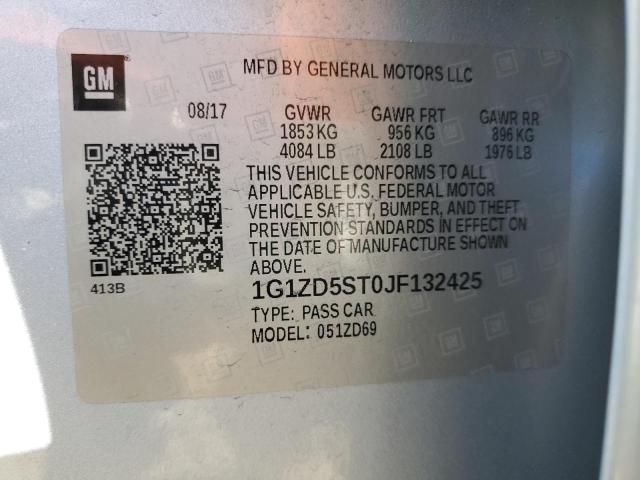 GM
MFD BY GENERAL MOTORS LLC
08/17 GVWR GAWR FRT GAWR RR
1853 KG 956 KG 896 KG
4084 LB 2108 LB 1976 LB
THIS VEHICLE CONFORMS TO ALL
APPLICABLE U.S. FEDERAL MOTOR
VEHICLE SAFETY, BUMPER, AND THEFT
PREVENTION STANDARDS IN EFFECT ON
THE DATE OF MANUFACTURE SHOWN
ABOVE.
413B
1G1ZD5ST0JF132425
TYPE: PASS CAR
MODEL: 051ZD69